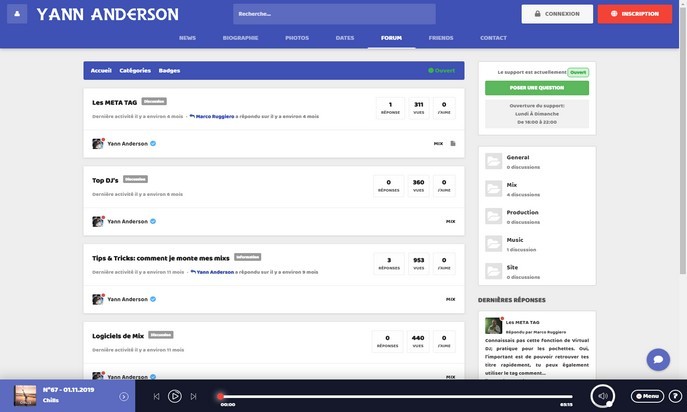 YANN ANDERSON
Recherche...
CONNEXION
INSCRIPTION
NEWS
BIOGRAPHIE
PHOTOS
DATES
FORUM
FRIENDS
CONTACT
Accueil
Catégories
Badges
Ouvert
Les META TAG
Discussion
Dernière activité il y a environ 4 mois
Marco Ruggiero a répondu sur il y a environ 4 mois
1
RÉPONSE
311
VUES
0
J'AIME
Yann Anderson
MIX
Top DJ's
Discussion
Dernière activité il y a environ 8 mois
0
RÉPONSES
360
VUES
0
J'AIME
Yann Anderson
MIX
Tips & Tricks: comment je monte mes mixs
Information
Dernière activité il y a environ 11 mois
Yann Anderson a répondu sur il y a environ 9 mois
3
RÉPONSES
953
VUES
0
J'AIME
Yann Anderson
MIX
Logiciels de Mix
Discussion
Dernière activité il y a environ 11 mois
0
RÉPONSES
440
VUES
0
J'AIME
Yann Anderson
MIX
Le support est actuellement Ouvert
POSER UNE QUESTION
Ouverture du support:
Lundi À Dimanche
De 16:00 à 22:00
General
0 discussions
Mix
4 discussions
Production
0 discussions
Music
1 discussion
Site
0 discussions
DERNIÈRES RÉPONSES
Les META TAG
Répondu par Marco Ruggiero
Connaissais pas cette fonction de Virtual
DJ; pratique pour les pochettes. Oui,
l'important est de pouvoir retrouver tes
titre rapidement, tu peux également
utiliser le tag comment...
N°67 - 01.11.2019
Chills
00:00
65:15
Menu
?